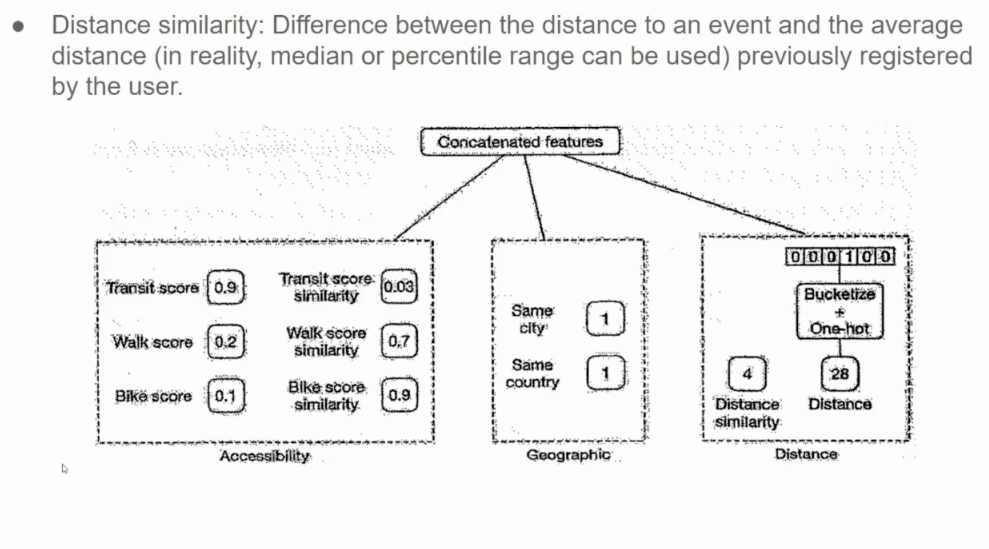 ● Distance similarity: Difference between the distance to an event and the average
distance (in reality, median or percentile range can be used) previously registered
by the user.
Concatenated features
Transit score 0.9
Transit score
similarity 0.03
Walk score 0.2
Walk score
similarity 0.7
Bike score 0.1
Bike score
similarity 0.9
Accessibility
Same
city 1
Same
country 1
Geographic
0 0 0 1 0 0
Bucketize
+
One-hot
4
Distance
similarity
28
Distance
Distance